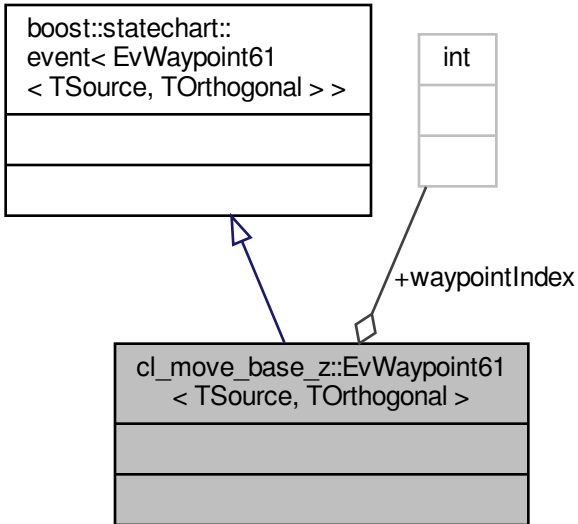 boost::statechart::
event< EvWaypoint61
< TSource, TOrthogonal > >
int
+waypointIndex
cl_move_base_z::EvWaypoint61
< TSource, TOrthogonal >